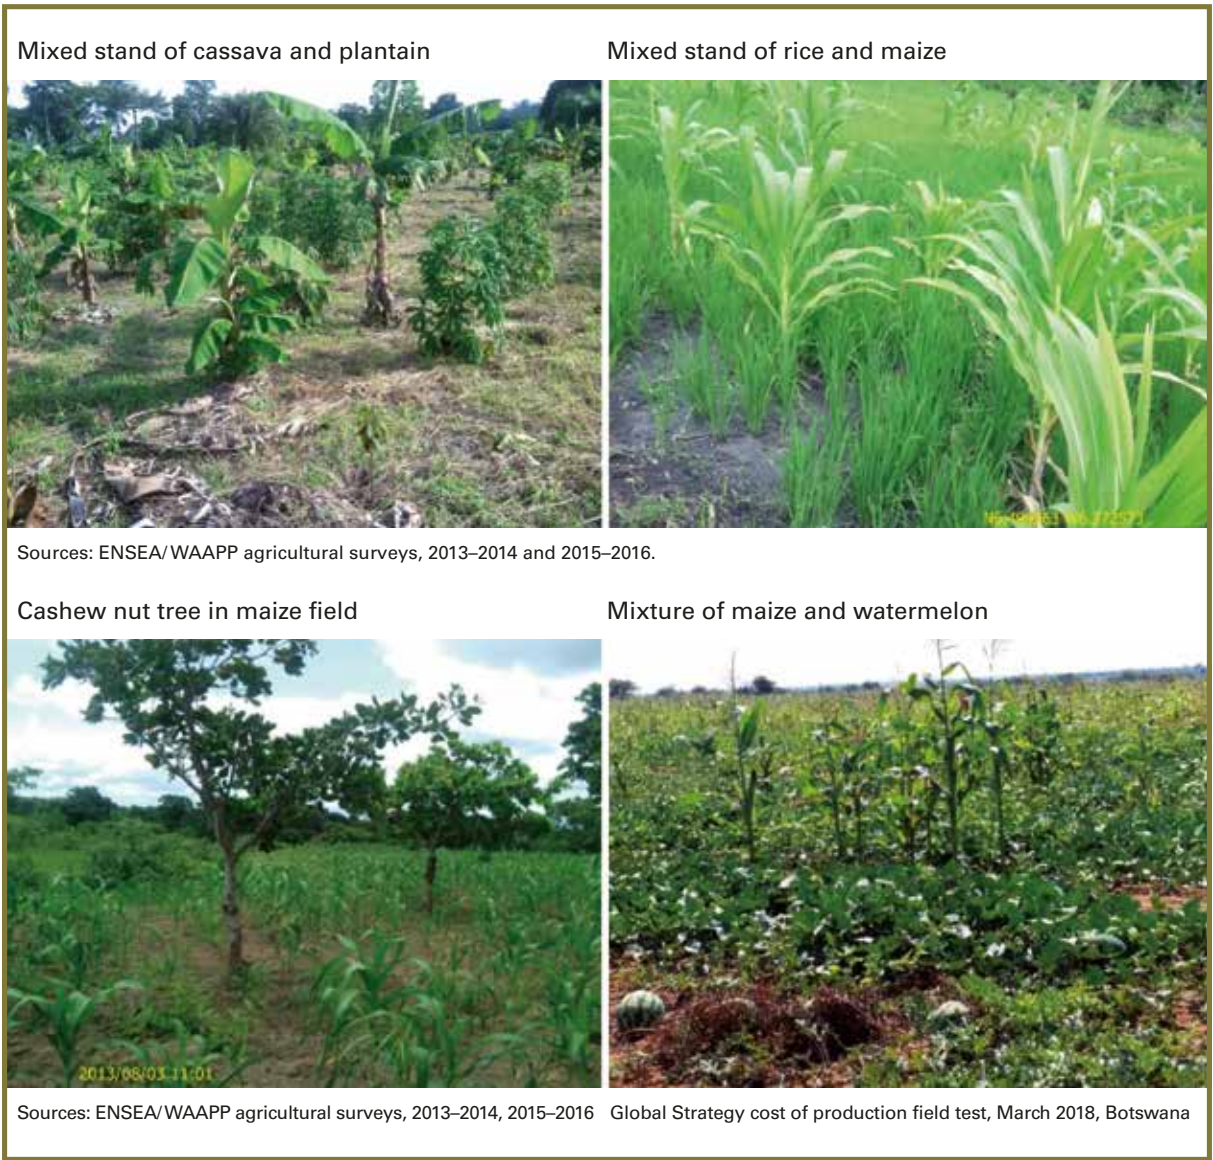 Mixed stand of cassava and plantain
Mixed stand of rice and maize
Sources: ENSEA/WAAPP agricultural surveys, 2013–2014 and 2015–2016.
Cashew nut tree in maize field
Mixture of maize and watermelon
2013/08/03 11:01
Sources: ENSEA/WAAPP agricultural surveys, 2013–2014, 2015–2016
Global Strategy cost of production field test, March 2018, Botswana